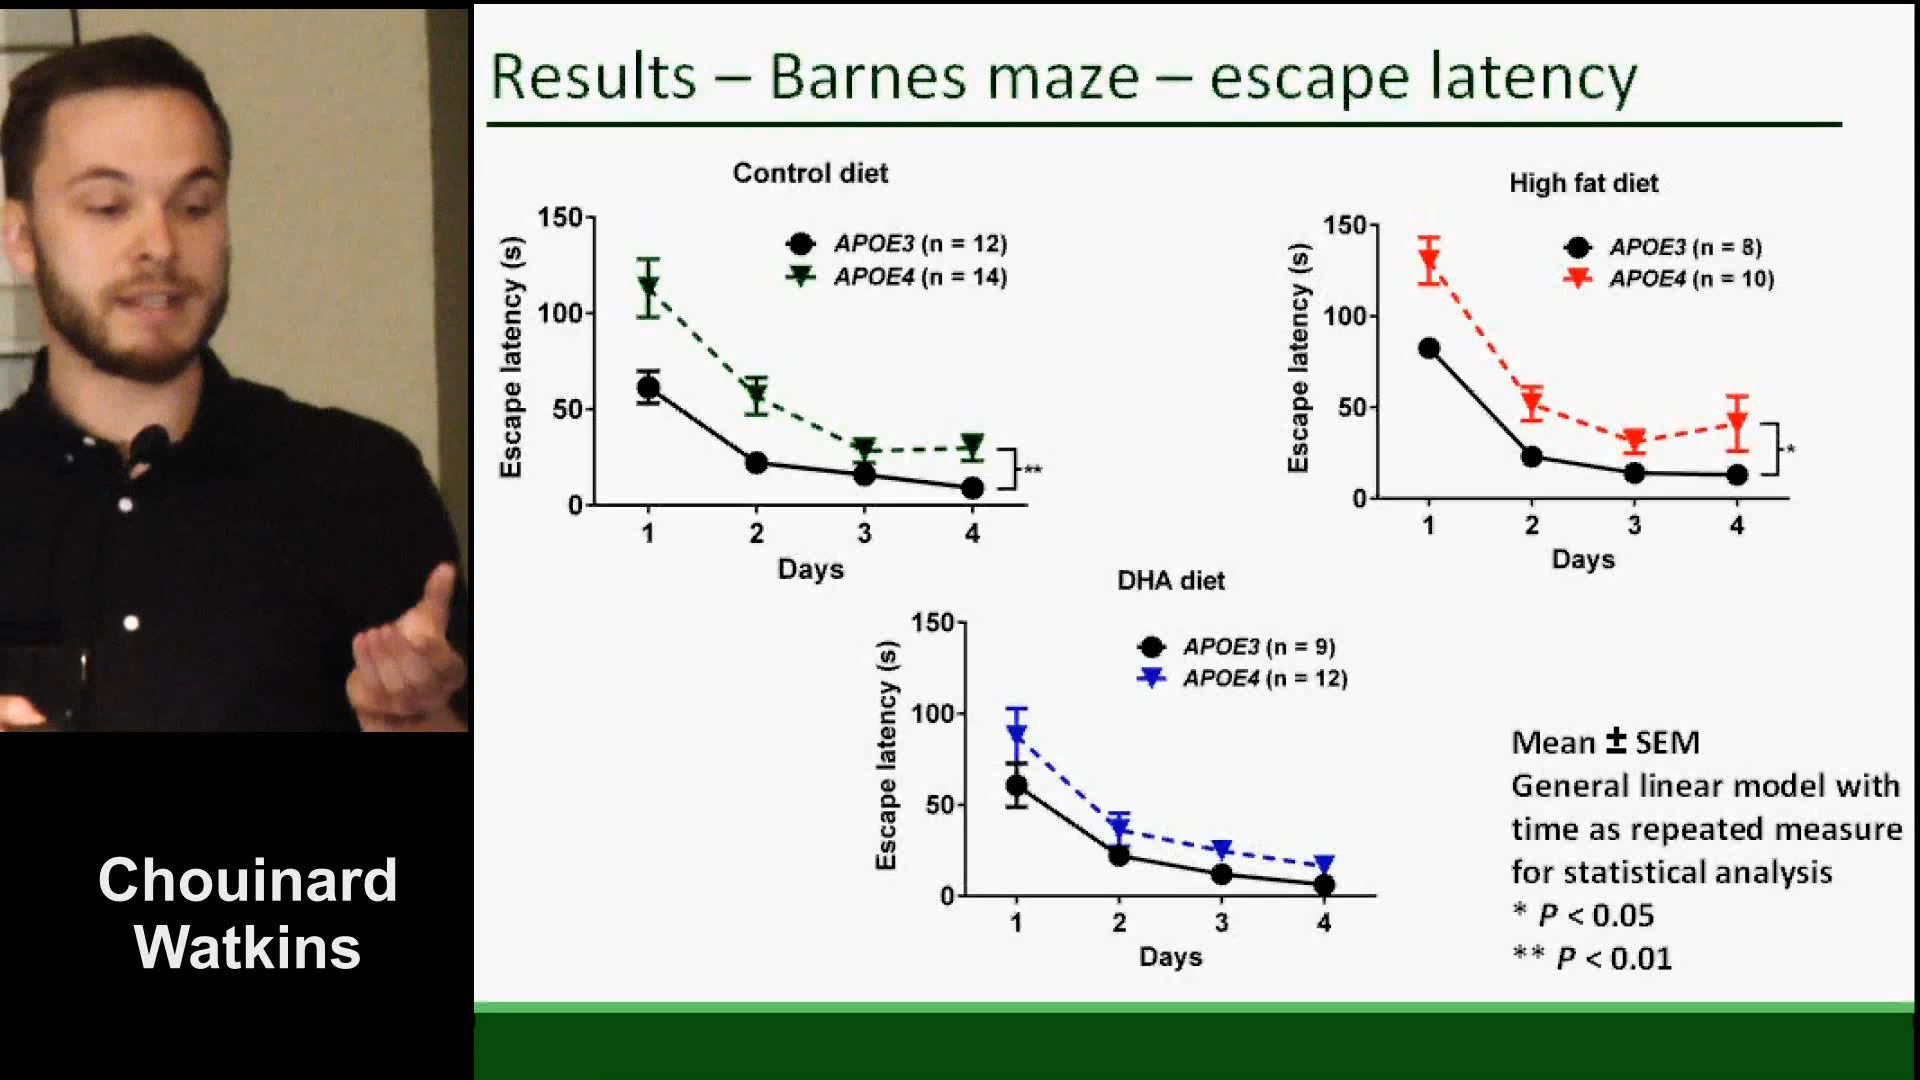 Results – Barnes maze – escape latency
Control diet
150
100
50
0
Escape latency (s)
APOE3 (n = 12)
APOE4 (n = 14)
**
1 2 3 4
Days
High fat diet
150
100
50
0
Escape latency (s)
APOE3 (n = 8)
APOE4 (n = 10)
*
1 2 3 4
Days
DHA diet
150
100
50
0
Escape latency (s)
APOE3 (n = 9)
APOE4 (n = 12)
1 2 3 4
Days
Mean ± SEM
General linear model with
time as repeated measure
for statistical analysis
* P < 0.05
** P < 0.01
Chouinard
Watkins